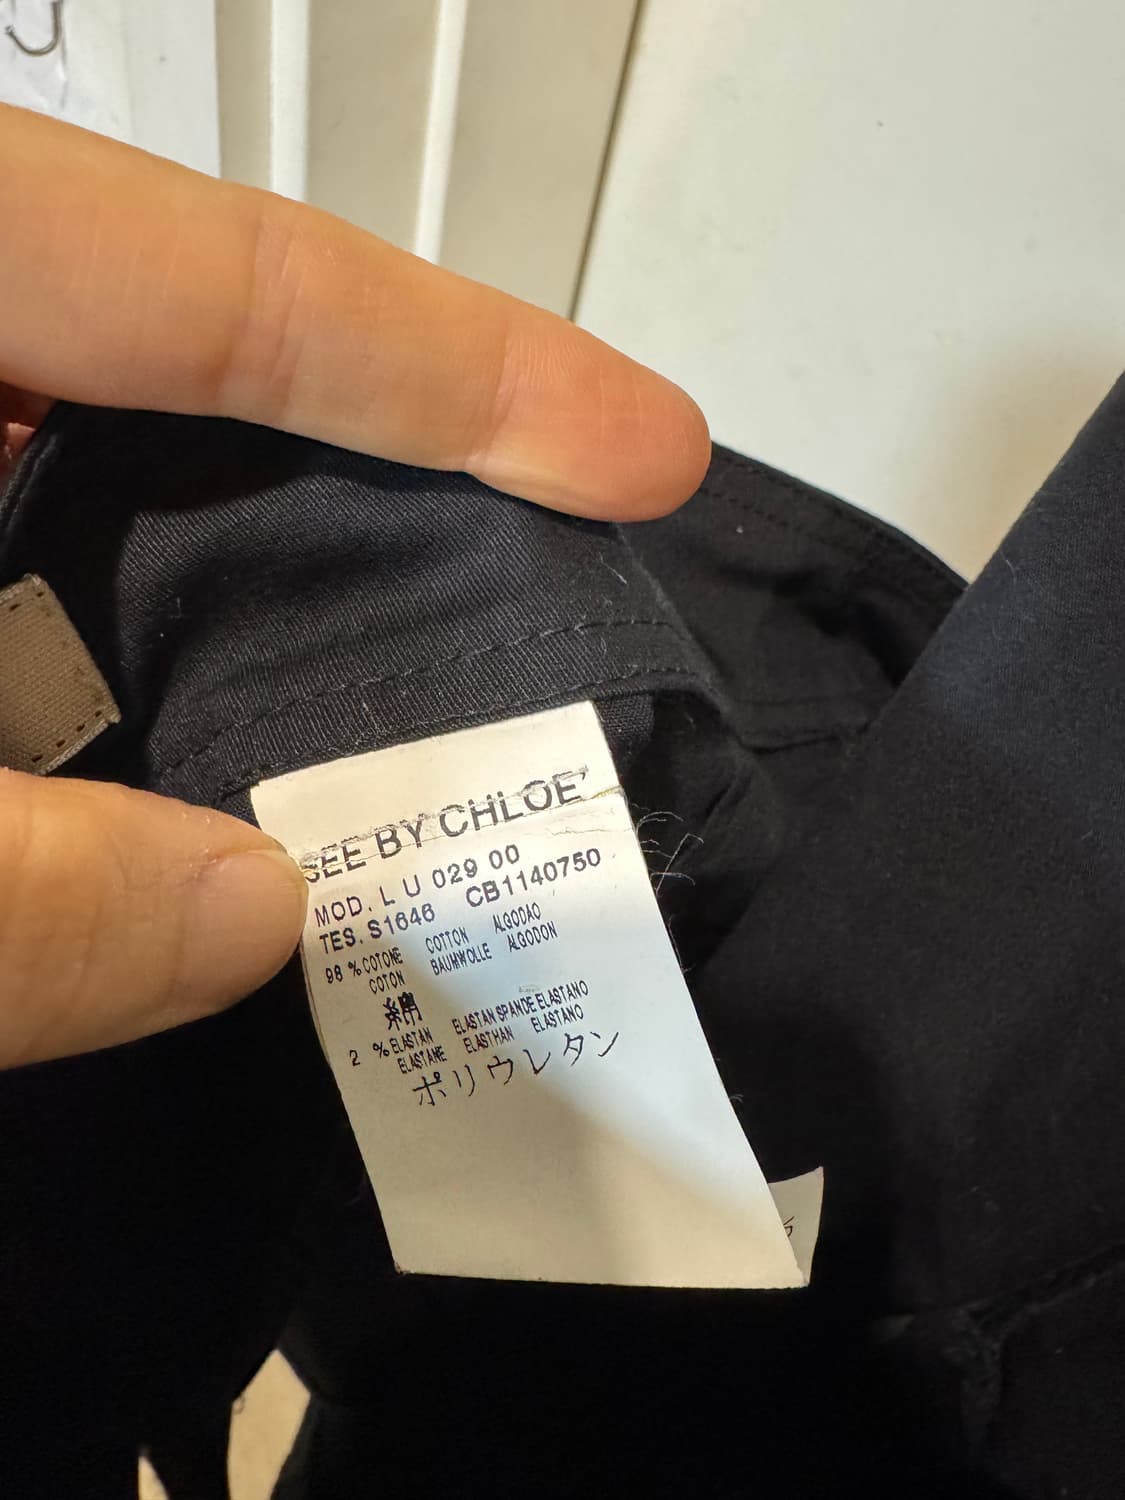 SEE BY CHLOE'
MOD. L U 029 00
TES. S1646 CB1140750
98 % COTONE COTTON ALGODAO
COTON BAUMWOLLE ALGODON
綿
2 % ELASTAN ELASTAN SPANDE ELASTANO
ELASTANE ELASTHAN ELASTANO
ポリウレタン